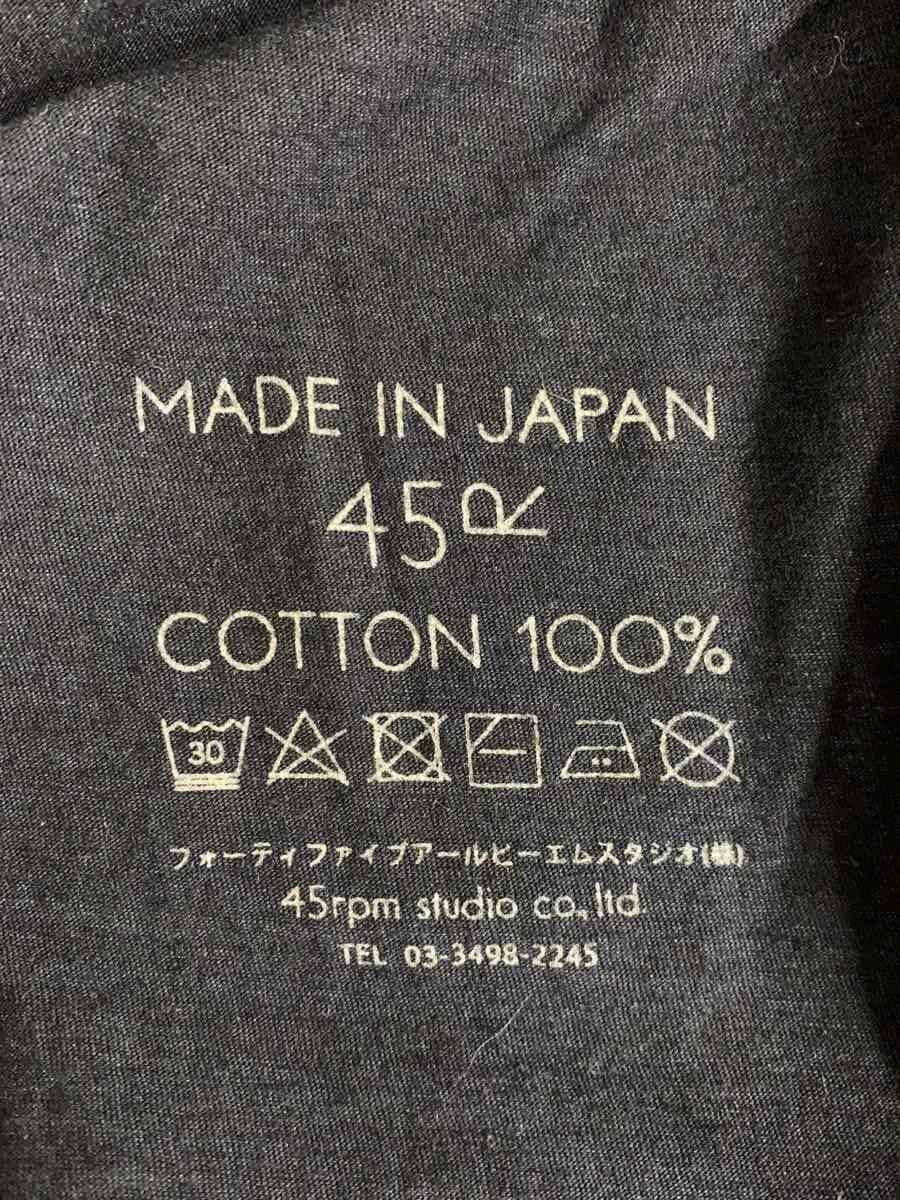 MADE IN JAPAN
45R
COTTON 100%
30
フォーティファイブアールピーエムスタジオ(株)
45rpm studio co.,ltd.
TEL 03-3498-2245